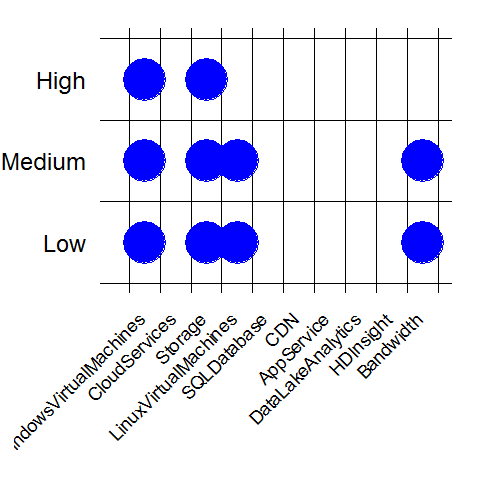 High
Medium
Low
ndowsVirtualMachines
CloudServices
Storage
LinuxVirtualMachines
SQLDatabase
CDN
AppService
DataLakeAnalytics
HDInsight
Bandwidth